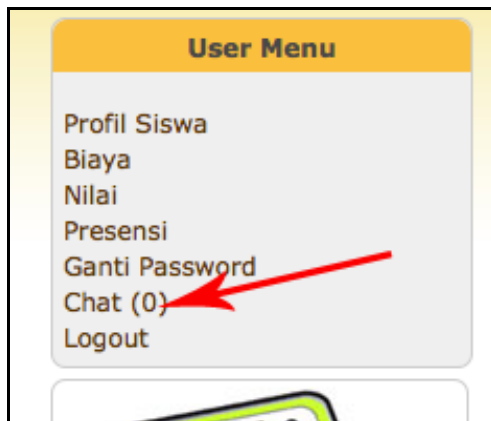 User Menu
Profil Siswa
Biaya
Nilai
Presensi
Ganti Password
Chat (0)
Logout